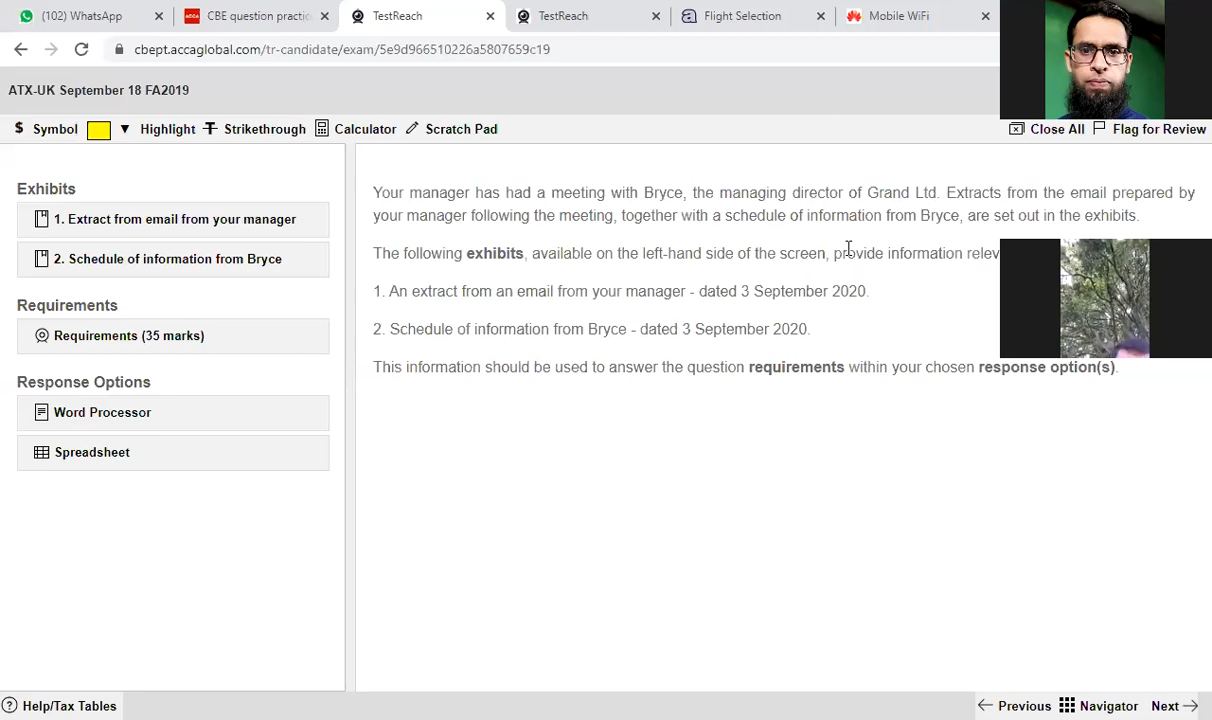 (102) WhatsApp
CBE question practic
TestReach
TestReach
Flight Selection
Mobile WiFi
cbept.accaglobal.com/tr-candidate/exam/5e9d966510226a5807659c19
ATX-UK September 18 FA2019
$ Symbol Highlight Strikethrough Calculator Scratch Pad Close All Flag for Review
Exhibits
1. Extract from email from your manager
2. Schedule of information from Bryce
Requirements
Requirements (35 marks)
Response Options
Word Processor
Spreadsheet
Your manager has had a meeting with Bryce, the managing director of Grand Ltd. Extracts from the email prepared by
your manager following the meeting, together with a schedule of information from Bryce, are set out in the exhibits.
The following exhibits, available on the left-hand side of the screen, provide information relev
1. An extract from an email from your manager - dated 3 September 2020.
2. Schedule of information from Bryce - dated 3 September 2020.
This information should be used to answer the question requirements within your chosen response option(s).
Help/Tax Tables
Previous Navigator Next